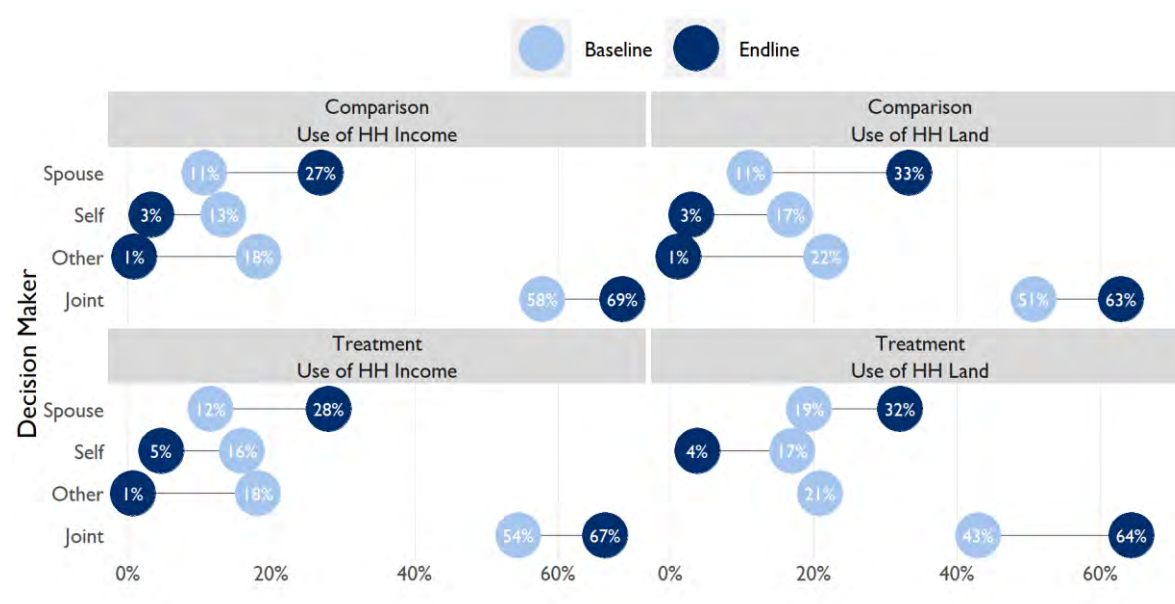 Baseline Endline
Comparison
Use of HH Income
Comparison
Use of HH Land
Decision Maker
Spouse 11% 27% 11% 33%
Self 3% 13% 3% 17%
Other 1% 18% 1% 22%
Joint 58% 69% 51% 63%
Treatment
Use of HH Income
Treatment
Use of HH Land
Spouse 12% 28% 19% 32%
Self 5% 16% 4% 17%
Other 1% 18% 21%
Joint 54% 67% 43% 64%
0% 20% 40% 60% 0% 20% 40% 60%